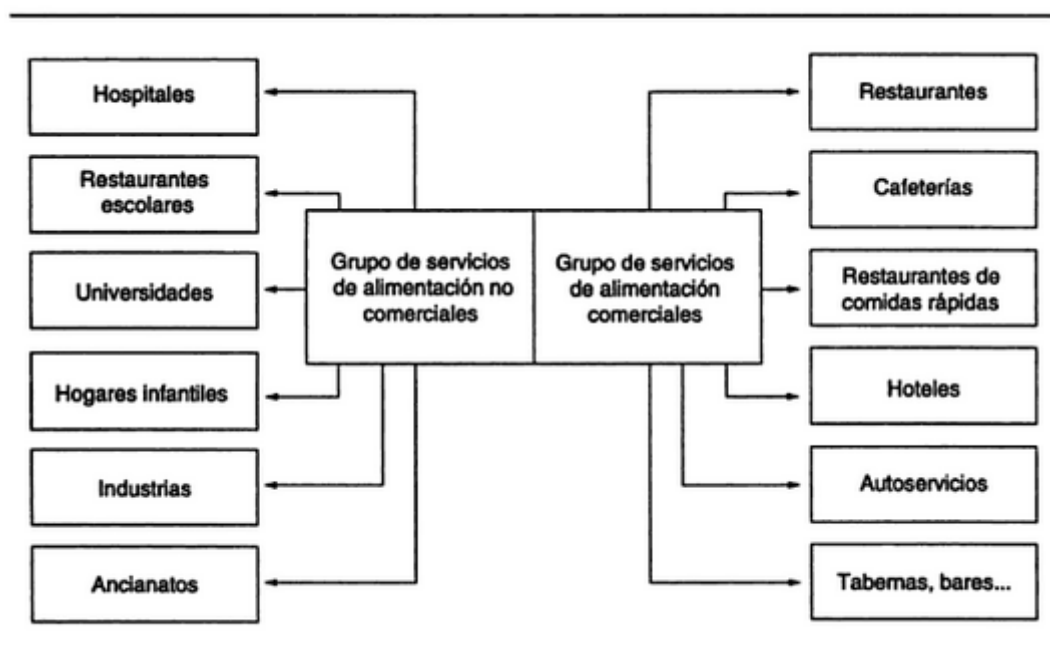 Hospitales
Restaurantes
escolares
Universidades
Hogares infantiles
Industrias
Ancianatos
Grupo de servicios
de alimentación no
comerciales
Grupo de servicios
de alimentación
comerciales
Restaurantes
Cafeterías
Restaurantes de
comidas rápidas
Hoteles
Autoservicios
Tabernas, bares...